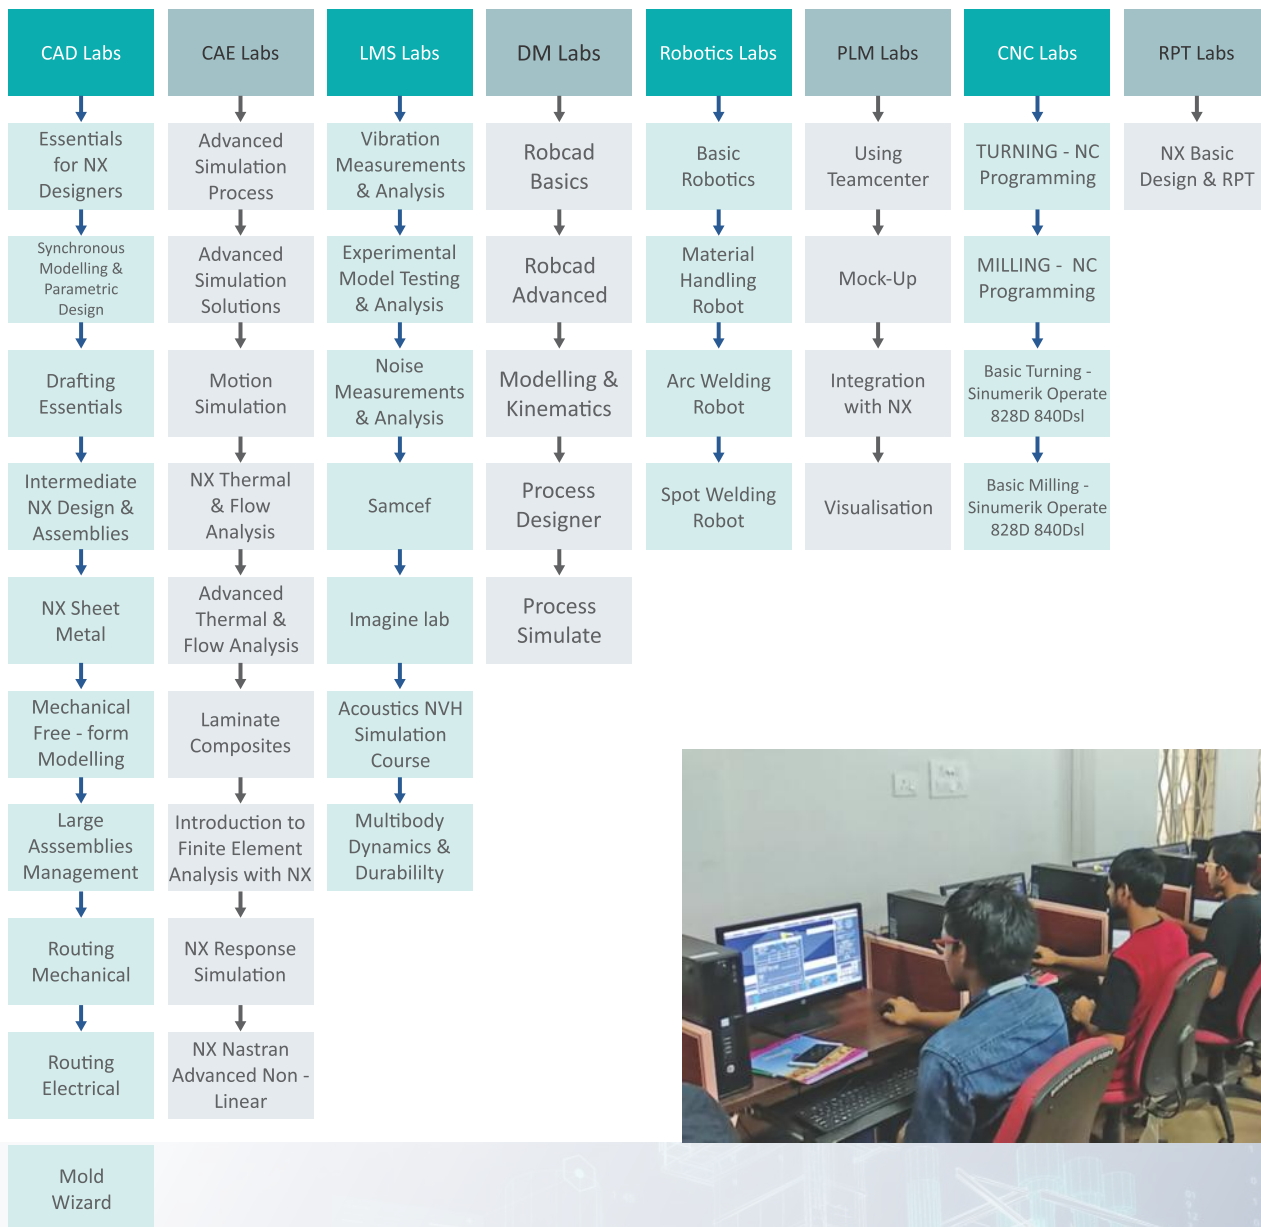 CAD Labs
Essentials
for NX
Designers
Synchronous
Modelling &
Parametric
Design
Drafting
Essentials
Intermediate
NX Design &
Assemblies
NX Sheet
Metal
Mechanical
Free - form
Modelling
Large
Asssemblies
Management
Routing
Mechanical
Routing
Electrical
Mold
Wizard
CAE Labs
Advanced
Simulation
Process
Advanced
Simulation
Solutions
Motion
Simulation
NX Thermal
& Flow
Analysis
Advanced
Thermal &
Flow Analysis
Laminate
Composites
Introduction to
Finite Element
Analysis with NX
NX Response
Simulation
NX Nastran
Advanced Non -
Linear
LMS Labs
Vibration
Measurements
& Analysis
Experimental
Model Testing
& Analysis
Noise
Measurements
& Analysis
Samcef
Imagine lab
Acoustics NVH
Simulation
Course
Multibody
Dynamics &
Durabililty
DM Labs
Robcad
Basics
Robcad
Advanced
Modelling &
Kinematics
Process
Designer
Process
Simulate
Robotics Labs
Basic
Robotics
Material
Handling
Robot
Arc Welding
Robot
Spot Welding
Robot
PLM Labs
Using
Teamcenter
Mock-Up
Integration
with NX
Visualisation
CNC Labs
TURNING - NC
Programming
MILLING - NC
Programming
Basic Turning -
Sinumerik Operate
828D 840Dsl
Basic Milling -
Sinumerik Operate
828D 840Dsl
RPT Labs
NX Basic
Design & RPT